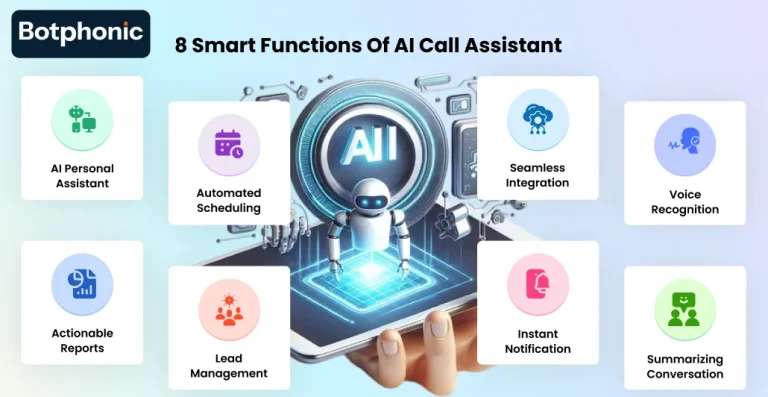 Botphonic
8 Smart Functions Of AI Call Assistant
AI Personal
Assistant
Automated
Scheduling
AII
Seamless
Integration
Voice
Recognition
Actionable
Reports
Lead
Management
Instant
Notification
Summarizing
Conversation